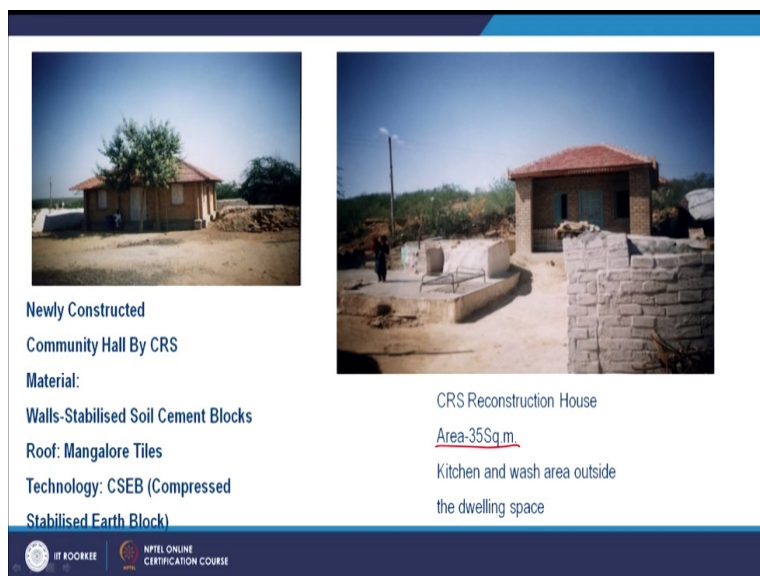 Newly Constructed
Community Hall By CRS
Material:
Walls-Stabilised Soil Cement Blocks
Roof: Mangalore Tiles
Technology: CSEB (Compressed
Stabilised Earth Block)
CRS Reconstruction House
Area-35Sq.m.
Kitchen and wash area outside
the dwelling space
IIT ROORKEE
NPTEL ONLINE
CERTIFICATION COURSE